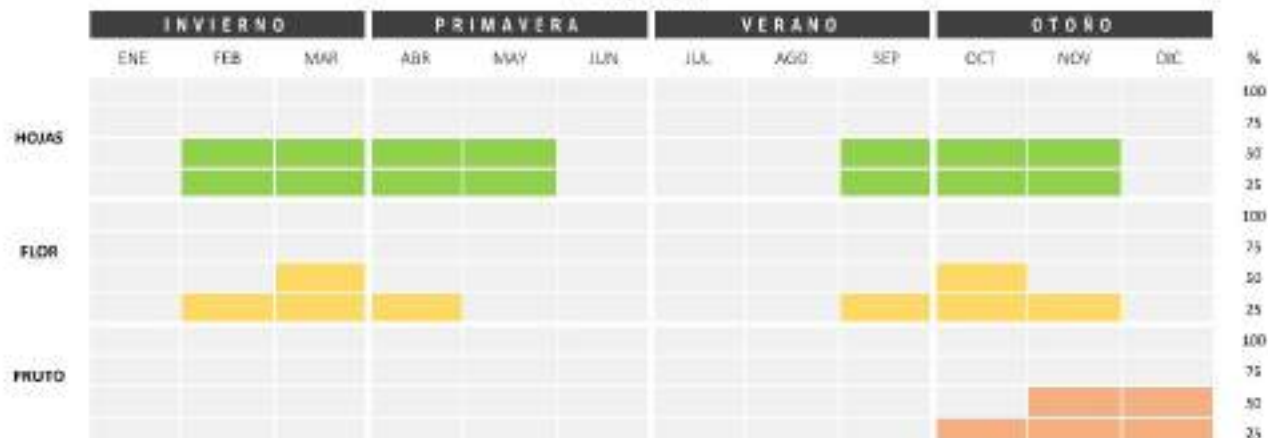 INVIERNO PRIMAVERA VERANO OTOÑO
ENE FEB MAR ABR MAY JUN JUL AGO SEP OCT NOV DIC %
100
75
HOJAS
50
25
100
FLOR 75
50
25
100
FRUTO 75
50
25